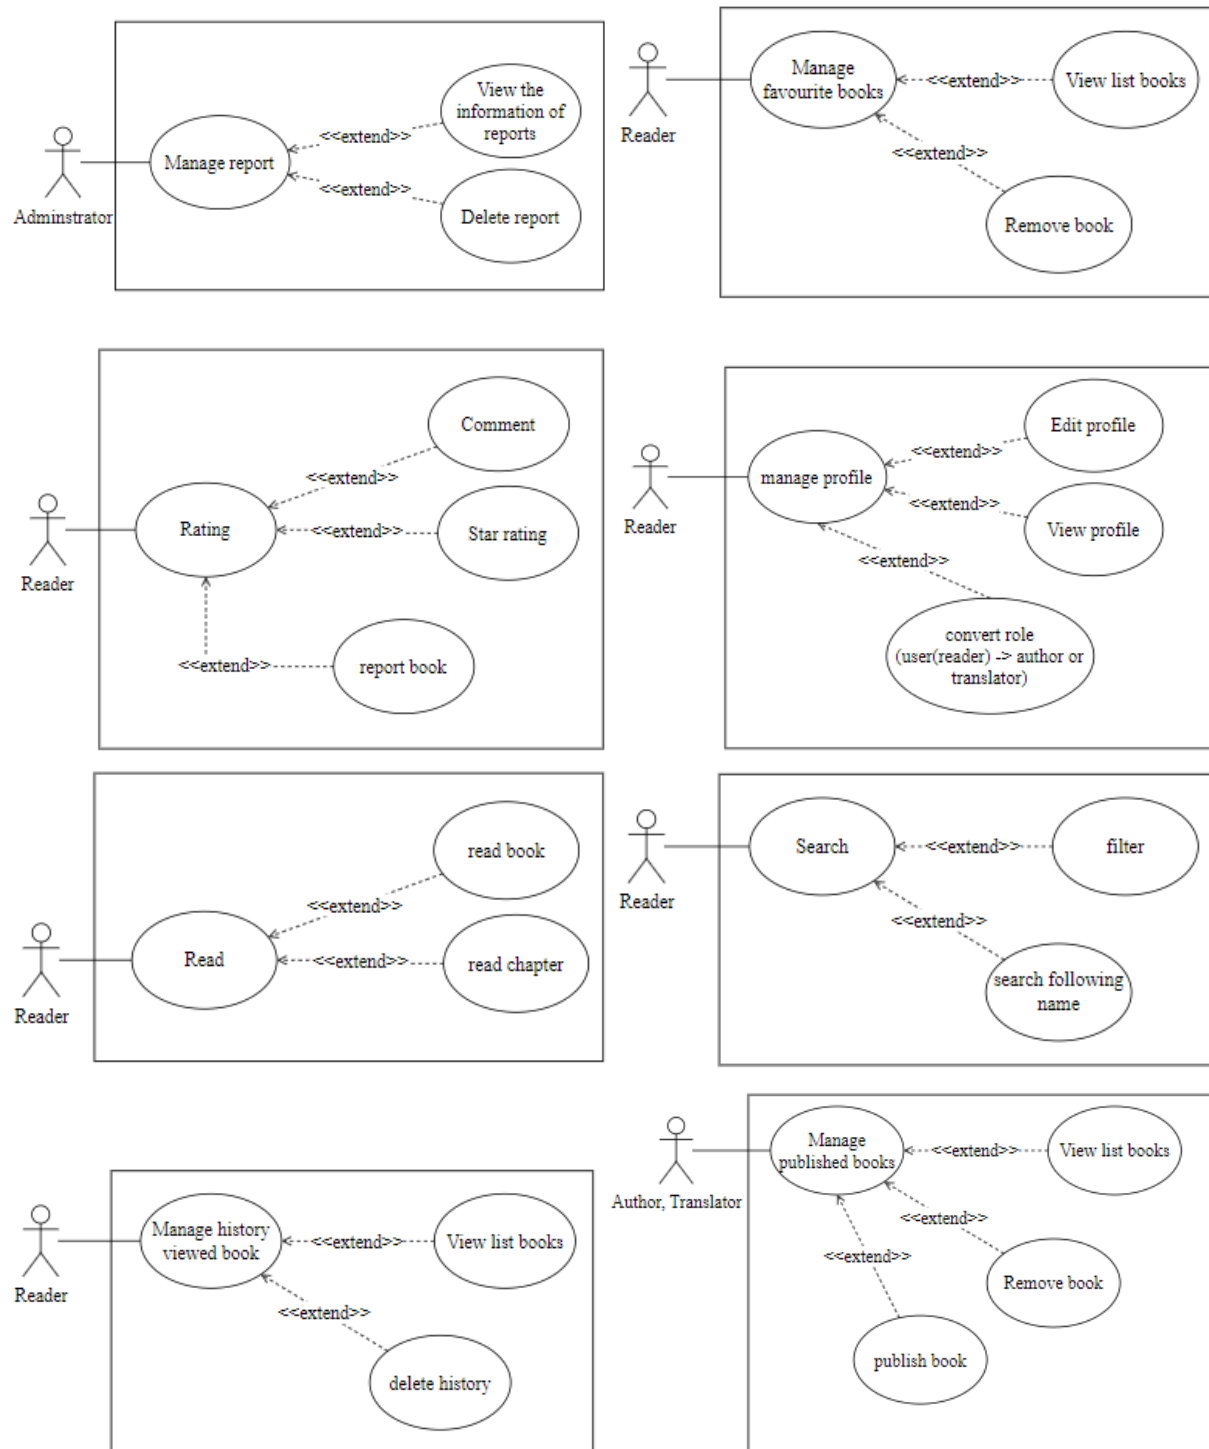 View the
information of
reports
<<extend>>
Manage report
<<extend>>
Delete report
Adminstrator
Manage
favourite books
<<extend>>
View list books
Reader
<<extend>>
Remove book
Comment
<<extend>>
Rating
<<extend>>
Star rating
Reader
<<extend>>
report book
Edit profile
<<extend>>
manage profile
<<extend>>
View profile
Reader
<<extend>>
convert role
(user(reader) -> author or
translator)
read book
<<extend>>
Read
<<extend>>
read chapter
Reader
Search
<<extend>>
filter
Reader
<<extend>>
search following
name
Manage history
viewed book
<<extend>>
View list books
Reader
<<extend>>
delete history
Manage
published books
<<extend>>
View list books
Author, Translator
<<extend>>
<<extend>>
Remove book
publish book